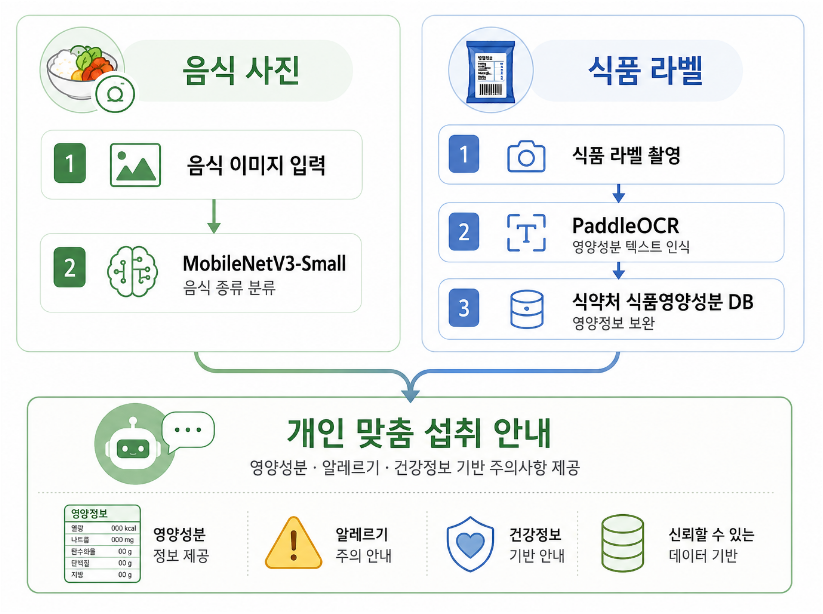 음식 사진
1
음식 이미지 입력
2
MobileNetV3-Small
음식 종류 분류
영양정보
식품 라벨
1
식품 라벨 촬영
2
PaddleOCR
영양성분 텍스트 인식
3
식약처 식품영양성분 DB
영양정보 보완
개인 맞춤 섭취 안내
영양성분 · 알레르기 · 건강정보 기반 주의사항 제공
영양정보
열량 000 kcal
나트륨 000 mg
탄수화물 00 g
단백질 00 g
지방 00 g
영양성분
정보 제공
알레르기
주의 안내
건강정보
기반 안내
신뢰할 수 있는
데이터 기반